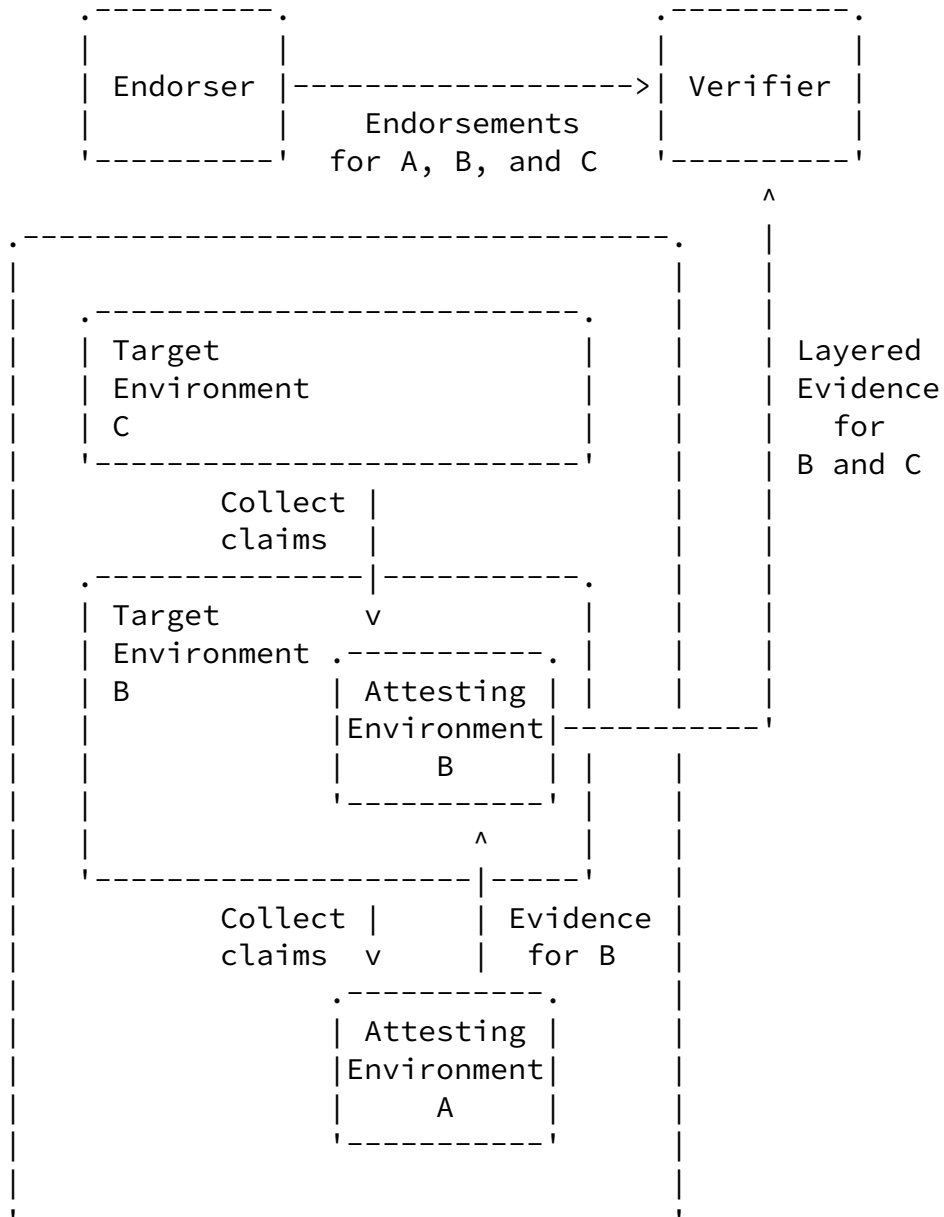 Endorser
Verifier
Endorsements
for A, B, and C
Target
Environment
C
Layered
Evidence
for
B and C
Collect
claims
Target
Environment
B
Attesting
Environment
B
Collect
claims
Evidence
for B
Attesting
Environment
A